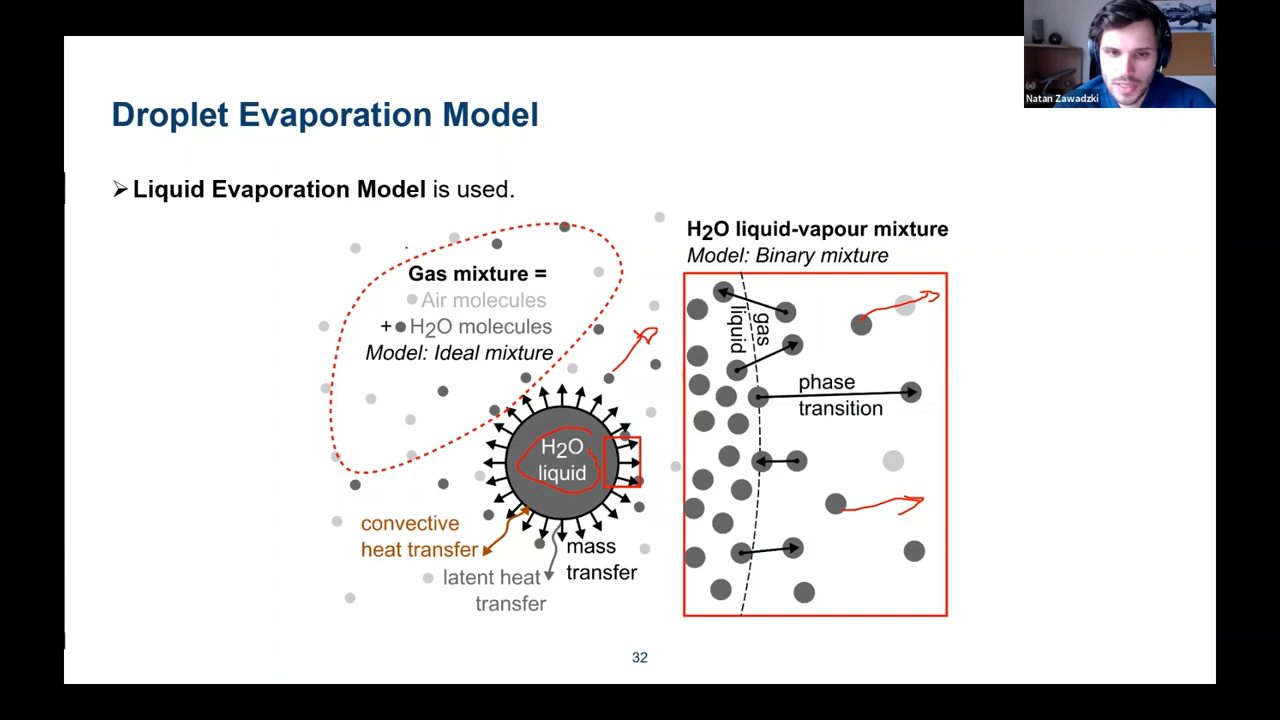 Natan Zawadzki
Droplet Evaporation Model
➢ Liquid Evaporation Model is used.
Gas mixture =
Air molecules
+ H2O molecules
Model: Ideal mixture
H2O
liquid
convective
heat transfer
latent heat
transfer
mass
transfer
H2O liquid-vapour mixture
Model: Binary mixture
liquid
gas
phase
transition
32